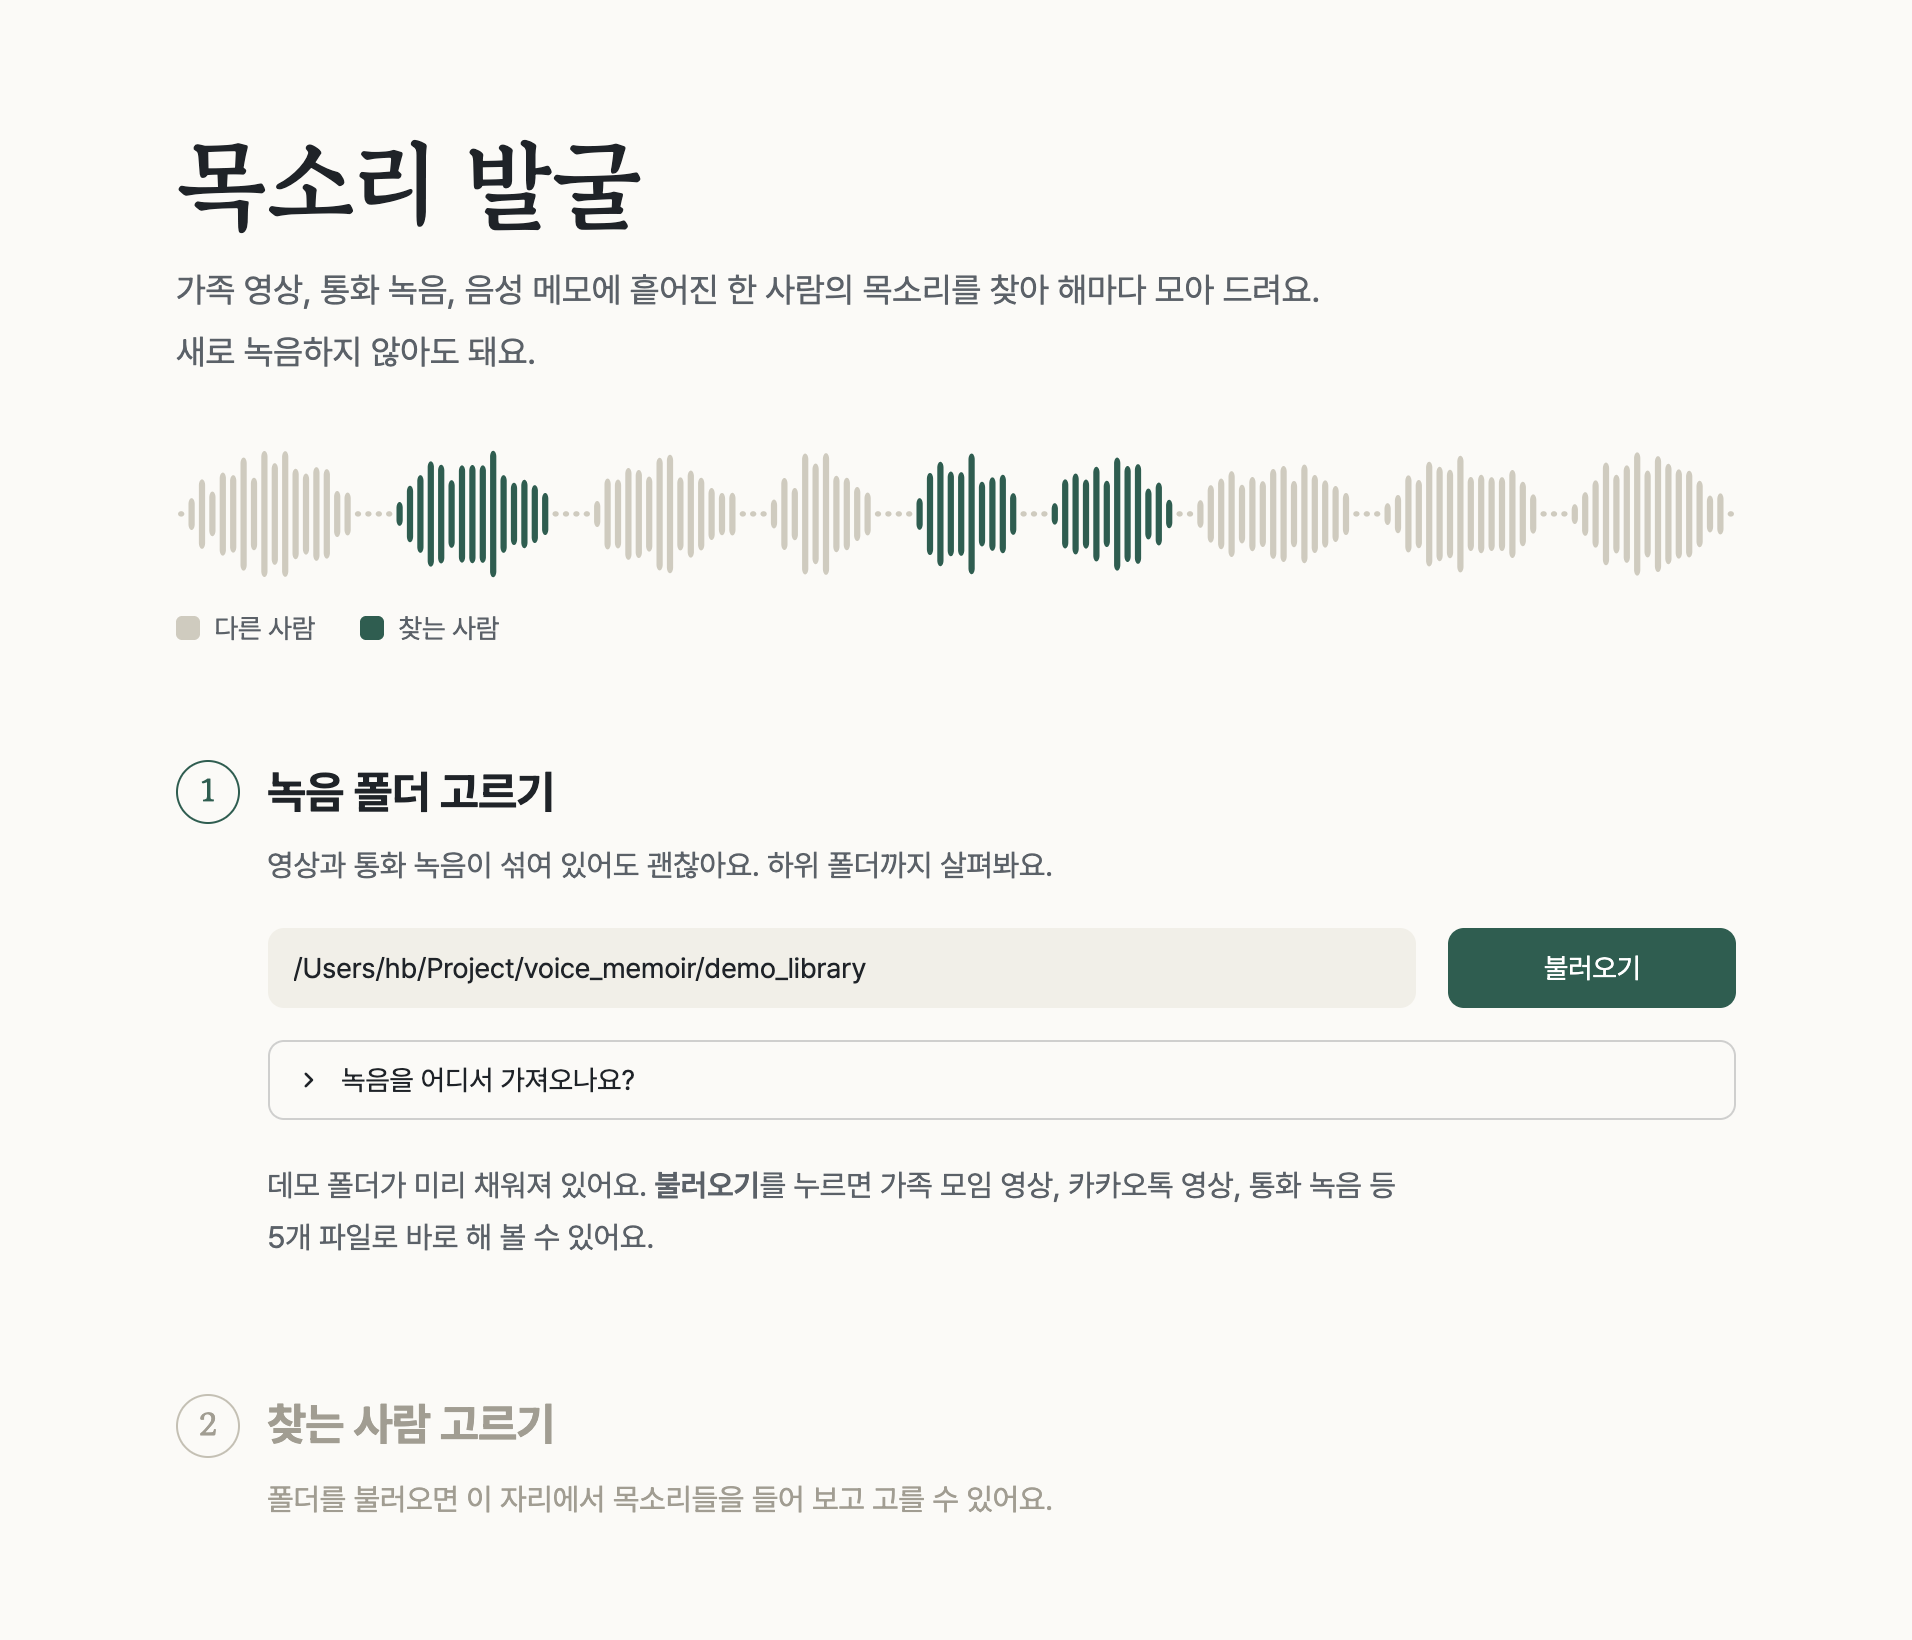 목소리 발굴
가족 영상, 통화 녹음, 음성 메모에 흩어진 한 사람의 목소리를 찾아 해마다 모아 드려요.
새로 녹음하지 않아도 돼요.
다른 사람 찾는 사람
1 녹음 폴더 고르기
영상과 통화 녹음이 섞여 있어도 괜찮아요. 하위 폴더까지 살펴봐요.
/Users/hb/Project/voice_memoir/demo_library 불러오기
녹음을 어디서 가져오나요?
데모 폴더가 미리 채워져 있어요. 불러오기를 누르면 가족 모임 영상, 카카오톡 영상, 통화 녹음 등
5개 파일로 바로 해 볼 수 있어요.
2 찾는 사람 고르기
폴더를 불러오면 이 자리에서 목소리들을 들어 보고 고를 수 있어요.